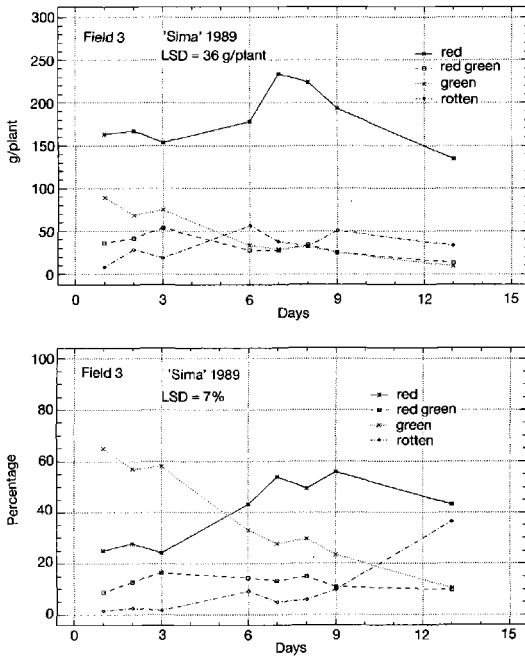 Field 3 'Sima' 1989
LSD = 36 g/plant
red
red green
green
rotten
300
250
200
150
100
50
0
g/plant
0 3 6 9 12 15
Days
Field 3 'Sima' 1989
LSD = 7%
red
red green
green
rotten
100
80
60
40
20
0
Percentage
0 3 6 9 12 15
Days